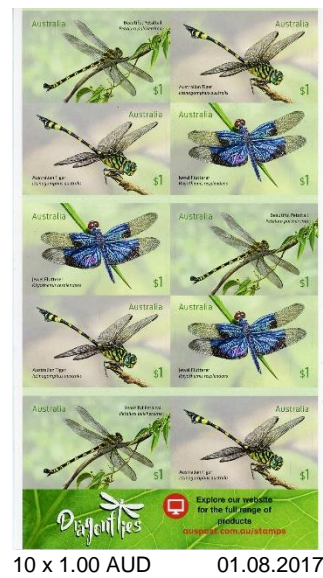 Australia
Beautiful Petaltail
Petalura pulcherrima
$1
Australia
Australian Tiger
Ictinogomphus australis
$1
Australia
Australian Tiger
Ictinogomphus australis
$1
Australia
Jewel Flutterer
Rhyothemis resplendens
$1
Australia
Jewel Flutterer
Rhyothemis resplendens
$1
Australia
Beautiful Petaltail
Petalura pulcherrima
$1
Australia
Australian Tiger
Ictinogomphus australis
$1
Australia
Jewel Flutterer
Rhyothemis resplendens
$1
Australia
Beautiful Petaltail
Petalura pulcherrima
$1
Australia
Australian Tiger
Ictinogomphus australis
$1
Dragonflies
Explore our website
for the full range of
products
auspost.com.au/stamps
10 x 1.00 AUD 01.08.2017